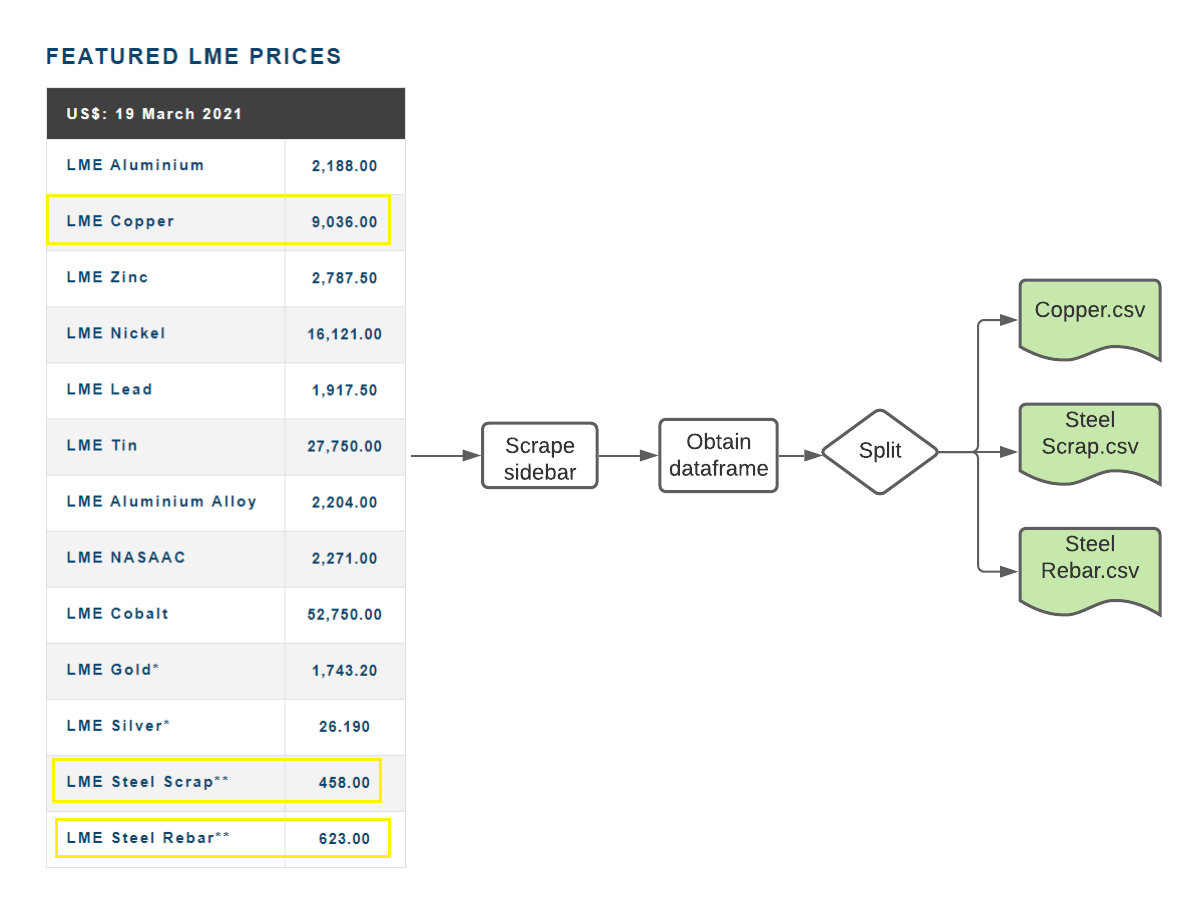 FEATURED LME PRICES
US$: 19 March 2021
LME Aluminium 2,188.00
LME Copper 9,036.00
LME Zinc 2,787.50
LME Nickel 16,121.00
LME Lead 1,917.50
LME Tin 27,750.00
LME Aluminium Alloy 2,204.00
LME NASAAC 2,271.00
LME Cobalt 52,750.00
LME Gold* 1,743.20
LME Silver* 26.190
LME Steel Scrap** 458.00
LME Steel Rebar** 623.00
Scrape
sidebar
Obtain
dataframe
Split
Copper.csv
Steel
Scrap.csv
Steel
Rebar.csv